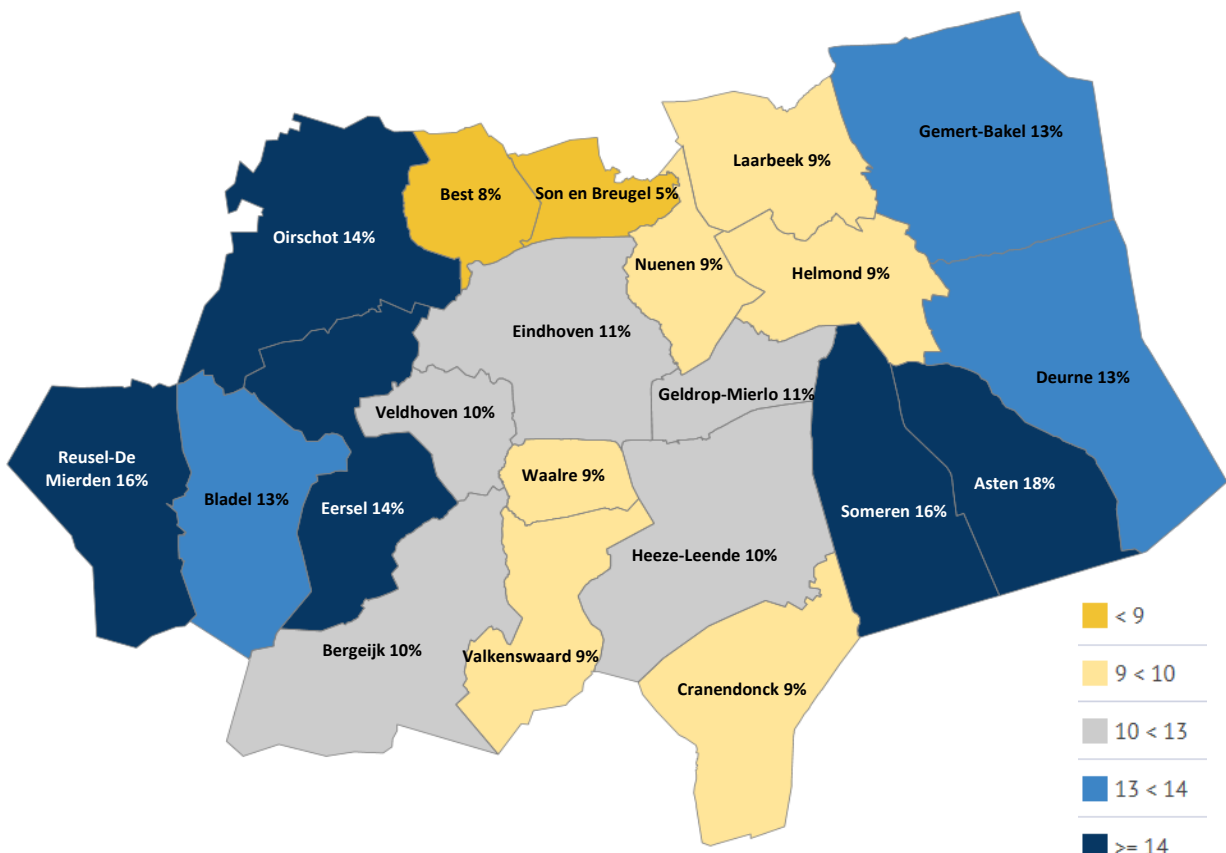 Gemert-Bakel 13%
Laarbeek 9%
Best 8%
Son en Breugel 5%
Oirschot 14%
Nuenen 9%
Helmond 9%
Eindhoven 11%
Deurne 13%
Geldrop-Mierlo 11%
Veldhoven 10%
Reusel-De
Mierden 16%
Waalre 9%
Asten 18%
Bladel 13%
Eersel 14%
Someren 16%
Heeze-Leende 10%
Bergeijk 10%
Valkenswaard 9%
Cranendonck 9%
< 9
9 < 10
10 < 13
13 < 14
>= 14